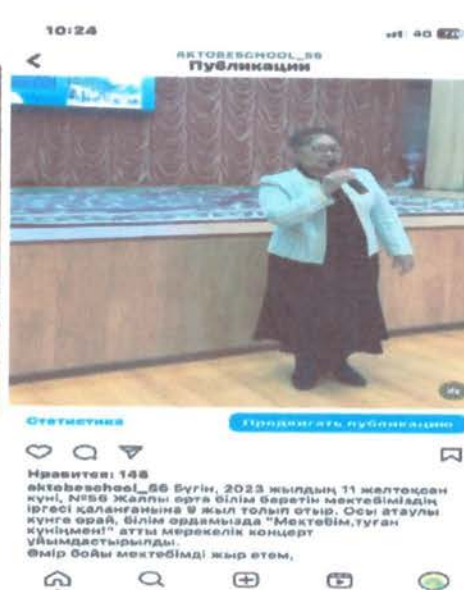 10:24
40
AKTOBESCHOOL_56
Публикации
Статистика
Продвигать публикацию
Нравится: 148
aktobeschool_56 Бүгін, 2023 жылдың 11 желтоқсан
күні, №56 Жалпы орта білім беретін мектебіміздің
іргесі қаланғанына 9 жыл толып отыр. Осы атаулы
күнге орай, білім ордамызда "Мектебім,туған
күніңмен!" атты мерекелік концерт
ұйымдастырылды.
Өмір бойы мектебімді жыр етем,